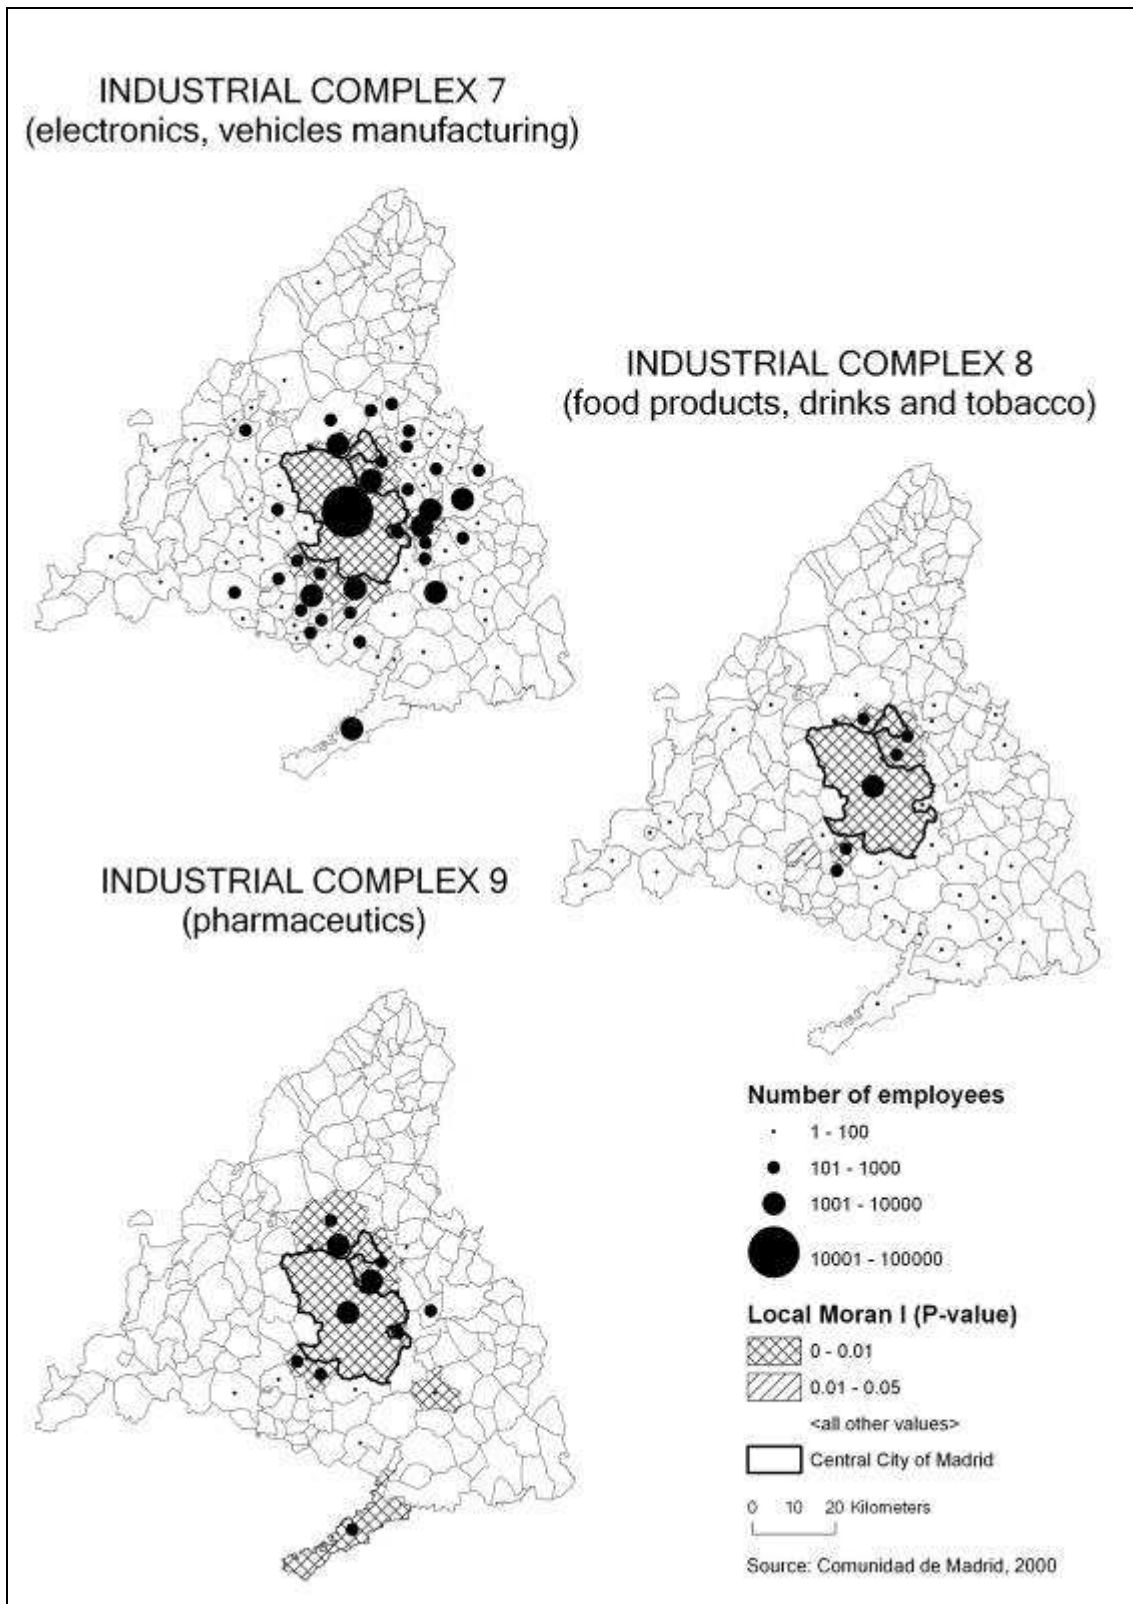 INDUSTRIAL COMPLEX 7
(electronics, vehicles manufacturing)
INDUSTRIAL COMPLEX 8
(food products, drinks and tobacco)
INDUSTRIAL COMPLEX 9
(pharmaceutics)
Number of employees
1 - 100
101 - 1000
1001 - 10000
10001 - 100000
Local Moran I (P-value)
0 - 0.01
0.01 - 0.05
<all other values>
Central City of Madrid
0 10 20 Kilometers
Source: Comunidad de Madrid, 2000